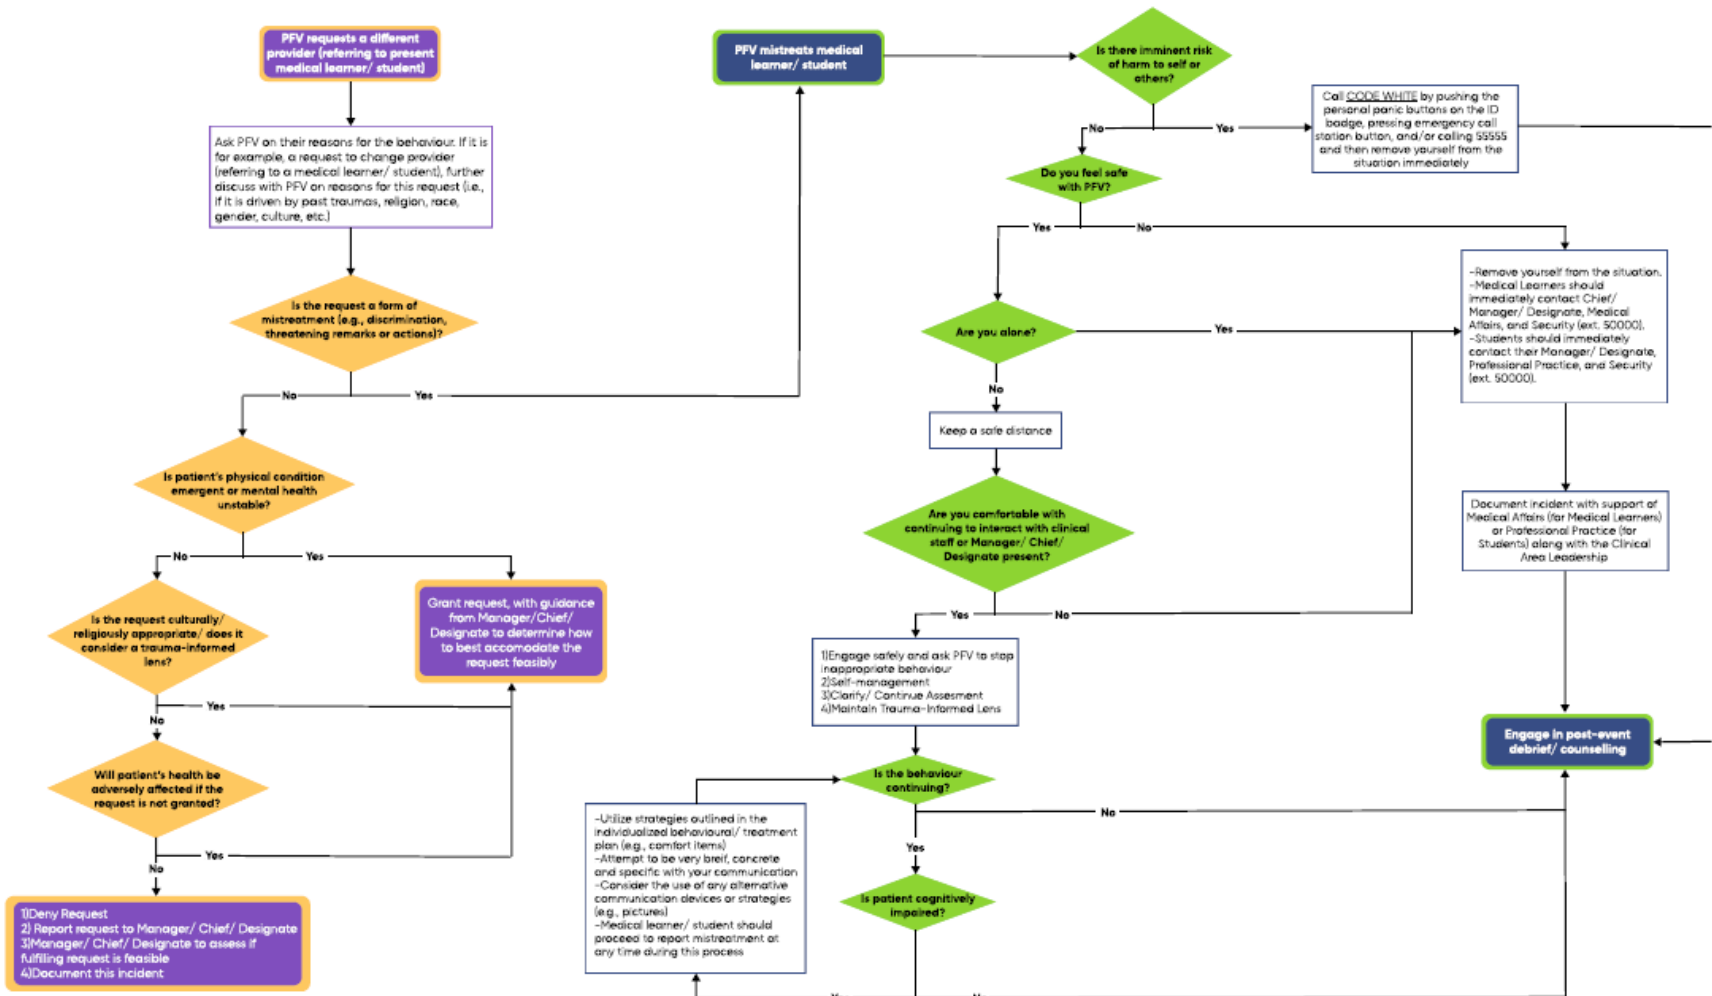 PFV requests a different
provider (referring to present
medical learner/ student)
Ask PFV on their reasons for the behaviour. If it is
for example, a request to change provider
(referring to a medical learner/ student), further
discuss with PFV on reasons for this request (i.e.,
If it is driven by past traumas, religion, race,
gender, culture, etc.)
Is the request a form of
mistreatment (e.g., discrimination,
threatening remarks or actions)?
No
Yes
Is patient's physical condition
emergent or mental health
unstable?
No
Yes
Is the request culturally/
religiously appropriate/ does it
consider a trauma-informed
lens?
Grant request, with guidance
from Manager/Chief/
Designate to determine how
to best accomodate the
request feasibly
Yes
No
Will patient's health be
adversely affected if the
request is not granted?
Yes
No
1)Deny Request
2) Report request to Manager/ Chief/ Designate
3)Manager/ Chief/ Designate to assess if
fulfilling request is feasible
4)Document this incident
PFV mistreats medical
learner/ student
Is there imminent risk
of harm to self or
others?
No
Yes
Call CODE WHITE by pushing the
personal panic buttons on the ID
badge, pressing emergency call
station button, and/or calling 55555
and then remove yourself from the
situation immediately
Do you feel safe
with PFV?
Yes
No
-Remove yourself from the situation.
-Medical Learners should
immediately contact Chief/
Manager/ Designate, Medical
Affairs, and Security (ext. 50000).
-Students should immediately
contact their Manager/ Designate,
Professional Practice, and Security
(ext. 50000).
Are you alone?
Yes
No
Keep a safe distance
Are you comfortable with
continuing to interact with clinical
staff or Manager/ Chief/
Designate present?
Yes
No
Document incident with support of
Medical Affairs (for Medical Learners)
or Professional Practice (for
Students) along with the Clinical
Area Leadership
1)Engage safely and ask PFV to stop
inappropriate behaviour
2)Self-management
3)Clarify/ Continue Assesment
4)Maintain Trauma-Informed Lens
Engage in post-event
debrief/ counselling
Is the behaviour
continuing?
No
Yes
-Utilize strategies outlined in the
individualized behavioural/ treatment
plan (e.g., comfort items)
-Attempt to be very breif, concrete
and specific with your communication
-Consider the use of any alternative
communication devices or strategies
(e.g., pictures)
-Medical learner/ student should
proceed to report mistreatment at
any time during this process
Is patient cognitively
impaired?